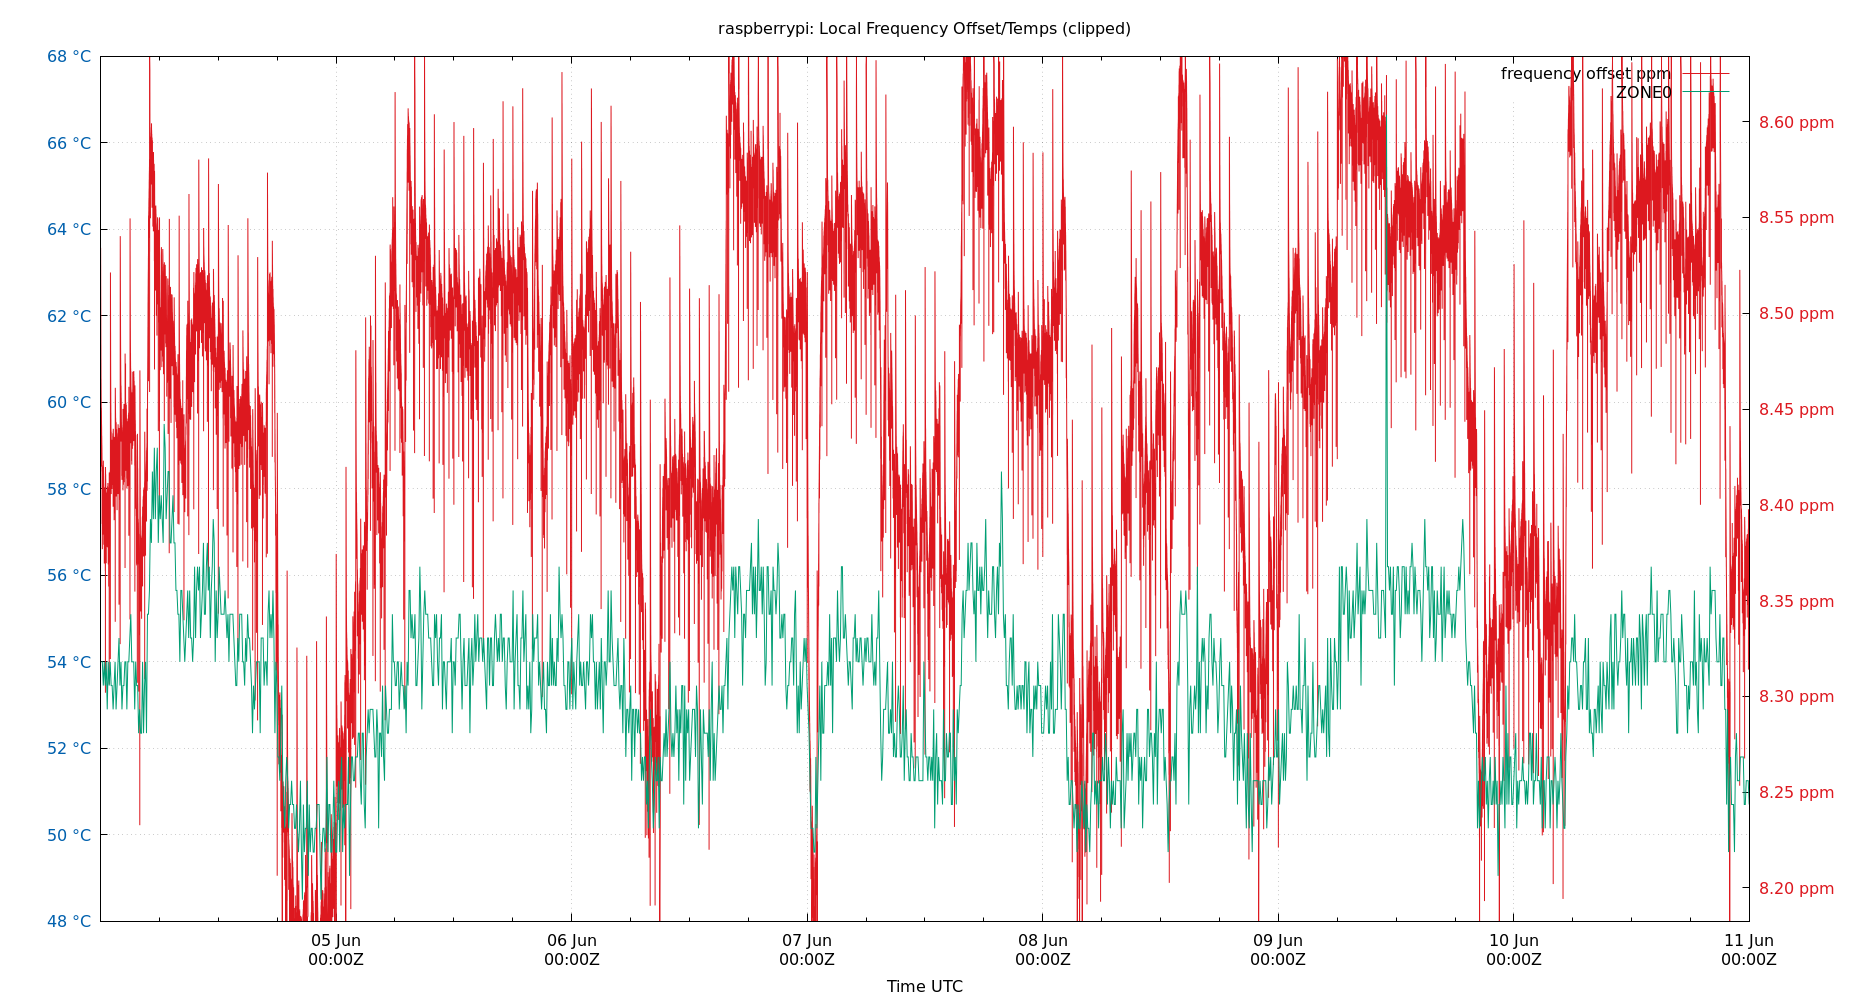 raspberrypi: Local Frequency Offset/Temps (clipped)
68 °C
66 °C
64 °C
62 °C
60 °C
58 °C
56 °C
54 °C
52 °C
50 °C
48 °C
frequency offset ppm
ZONE0
8.60 ppm
8.55 ppm
8.50 ppm
8.45 ppm
8.40 ppm
8.35 ppm
8.30 ppm
8.25 ppm
8.20 ppm
05 Jun
00:00Z
06 Jun
00:00Z
07 Jun
00:00Z
08 Jun
00:00Z
09 Jun
00:00Z
10 Jun
00:00Z
11 Jun
00:00Z
Time UTC